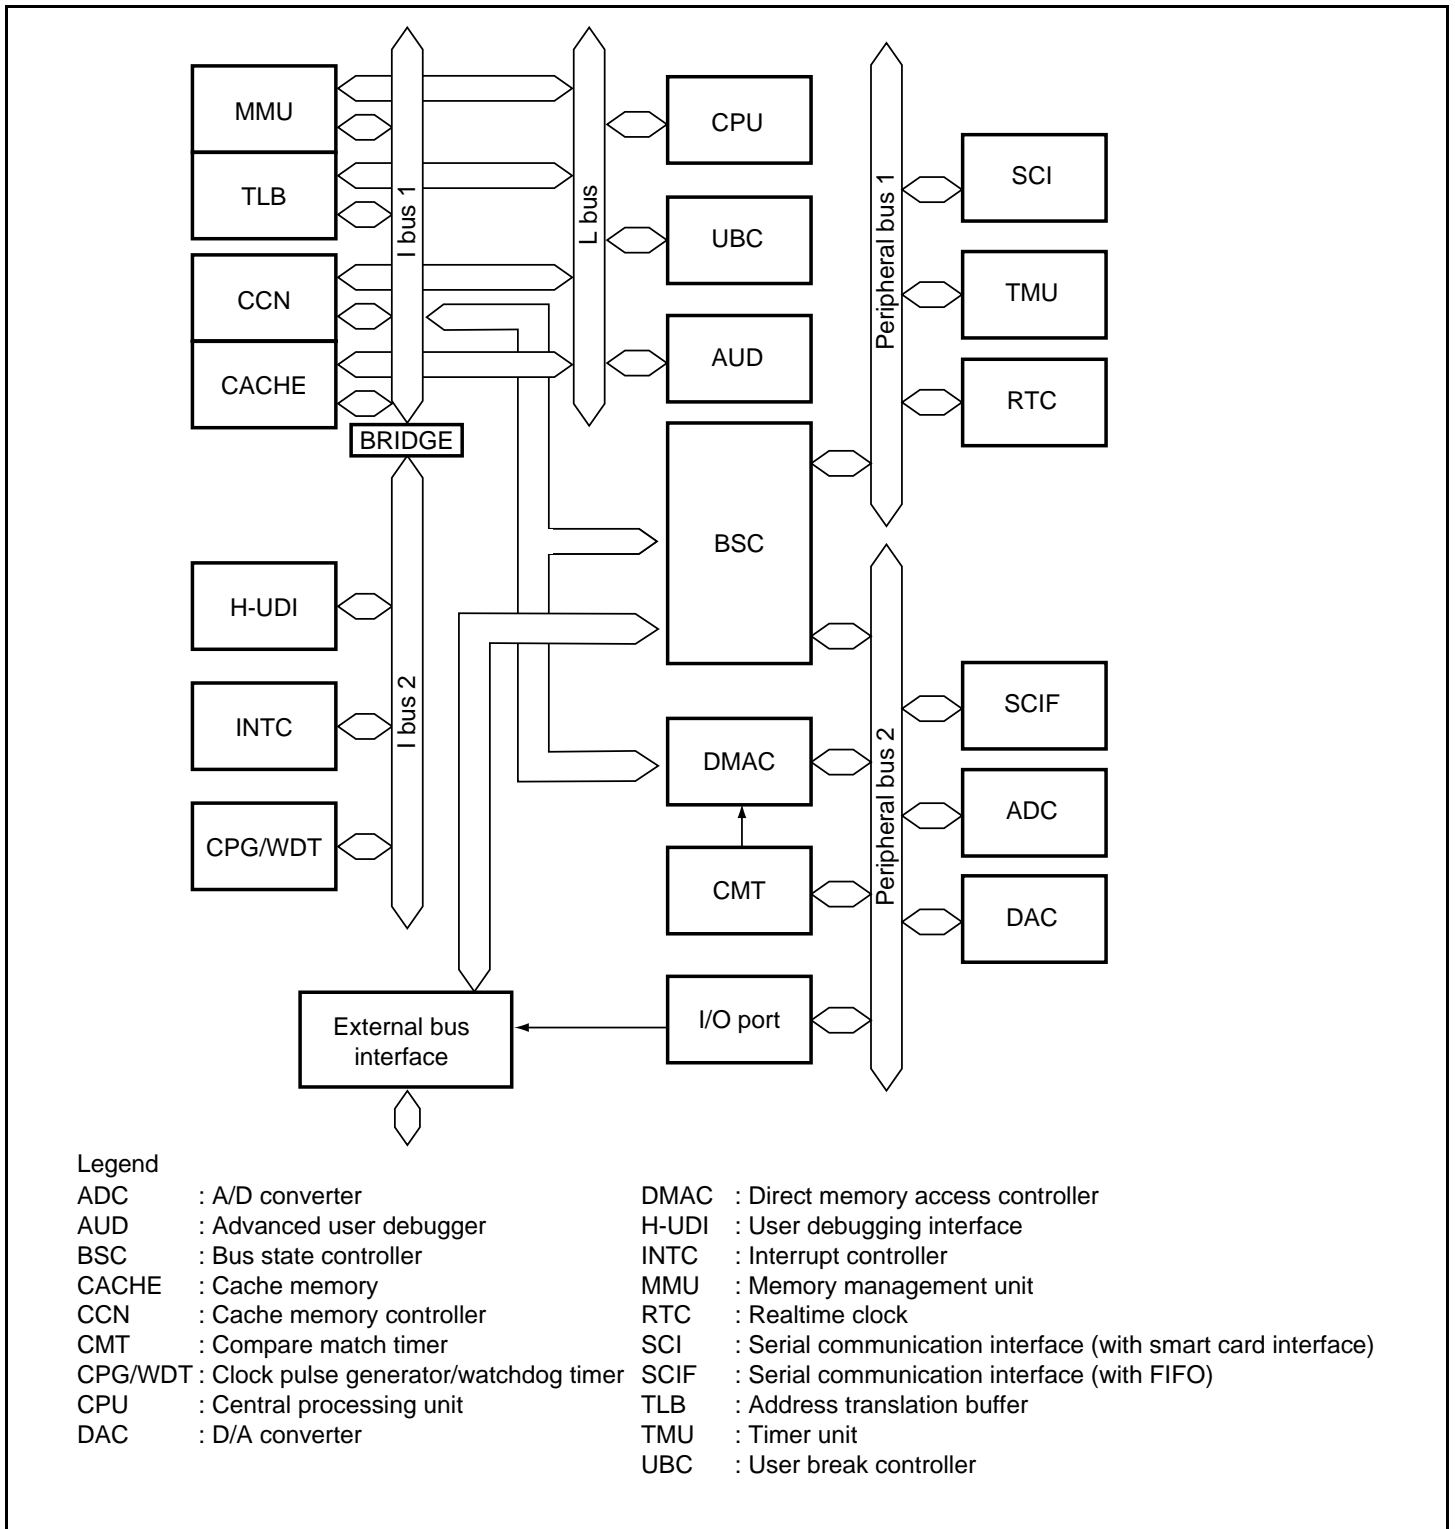 MMU
CPU
SCI
TLB
I bus 1
L bus
UBC
Peripheral bus 1
TMU
CCN
AUD
CACHE
RTC
BRIDGE
BSC
H-UDI
I bus 2
INTC
DMAC
Peripheral bus 2
SCIF
CPG/WDT
ADC
CMT
DAC
External bus
interface
I/O port
Legend
ADC : A/D converter
AUD : Advanced user debugger
BSC : Bus state controller
CACHE : Cache memory
CCN : Cache memory controller
CMT : Compare match timer
CPG/WDT : Clock pulse generator/watchdog timer
CPU : Central processing unit
DAC : D/A converter
DMAC : Direct memory access controller
H-UDI : User debugging interface
INTC : Interrupt controller
MMU : Memory management unit
RTC : Realtime clock
SCI : Serial communication interface (with smart card interface)
SCIF : Serial communication interface (with FIFO)
TLB : Address translation buffer
TMU : Timer unit
UBC : User break controller